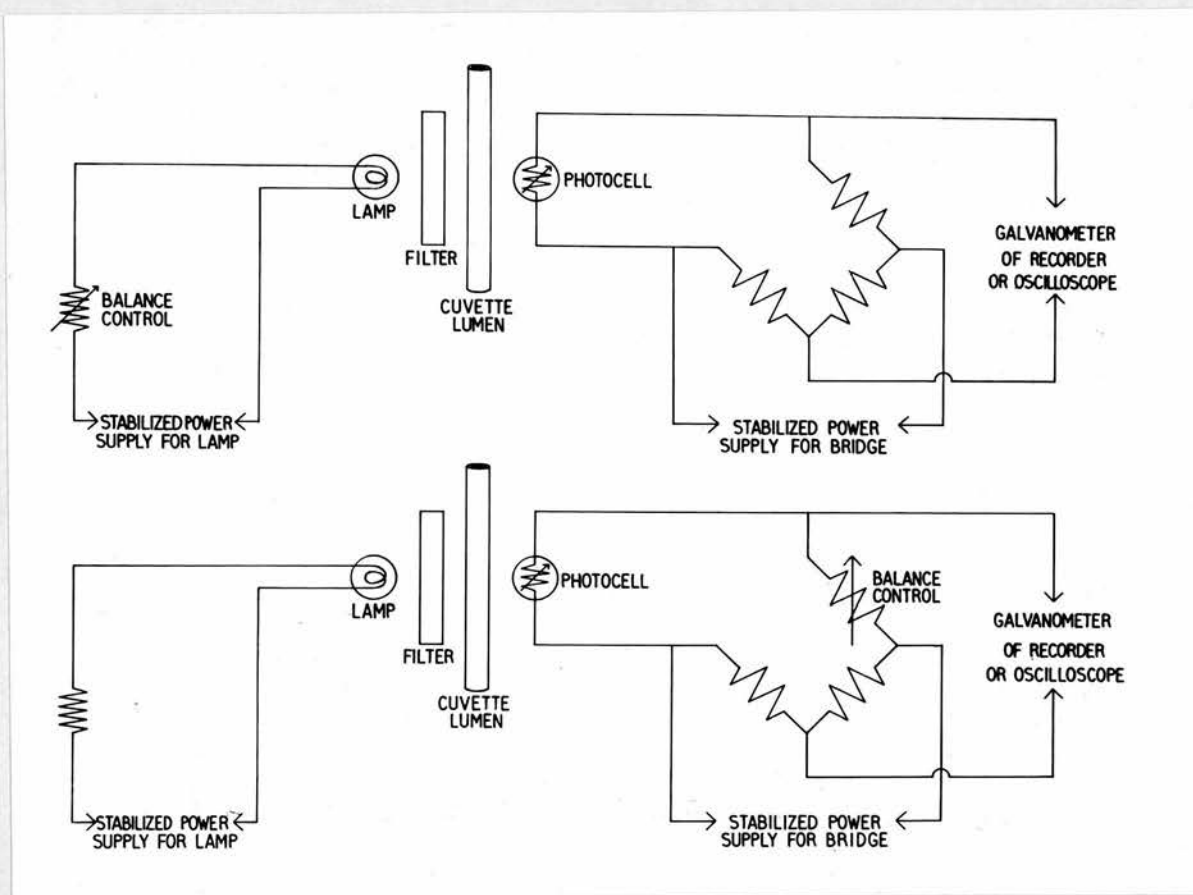 LAMP
FILTER
CUVETTE
LUMEN
PHOTOCELL
BALANCE
CONTROL
STABILIZED POWER
SUPPLY FOR LAMP
STABILIZED POWER
SUPPLY FOR BRIDGE
GALVANOMETER
OF RECORDER
OR OSCILLOSCOPE
LAMP
FILTER
CUVETTE
LUMEN
PHOTOCELL
BALANCE
CONTROL
STABILIZED POWER
SUPPLY FOR LAMP
STABILIZED POWER
SUPPLY FOR BRIDGE
GALVANOMETER
OF RECORDER
OR OSCILLOSCOPE